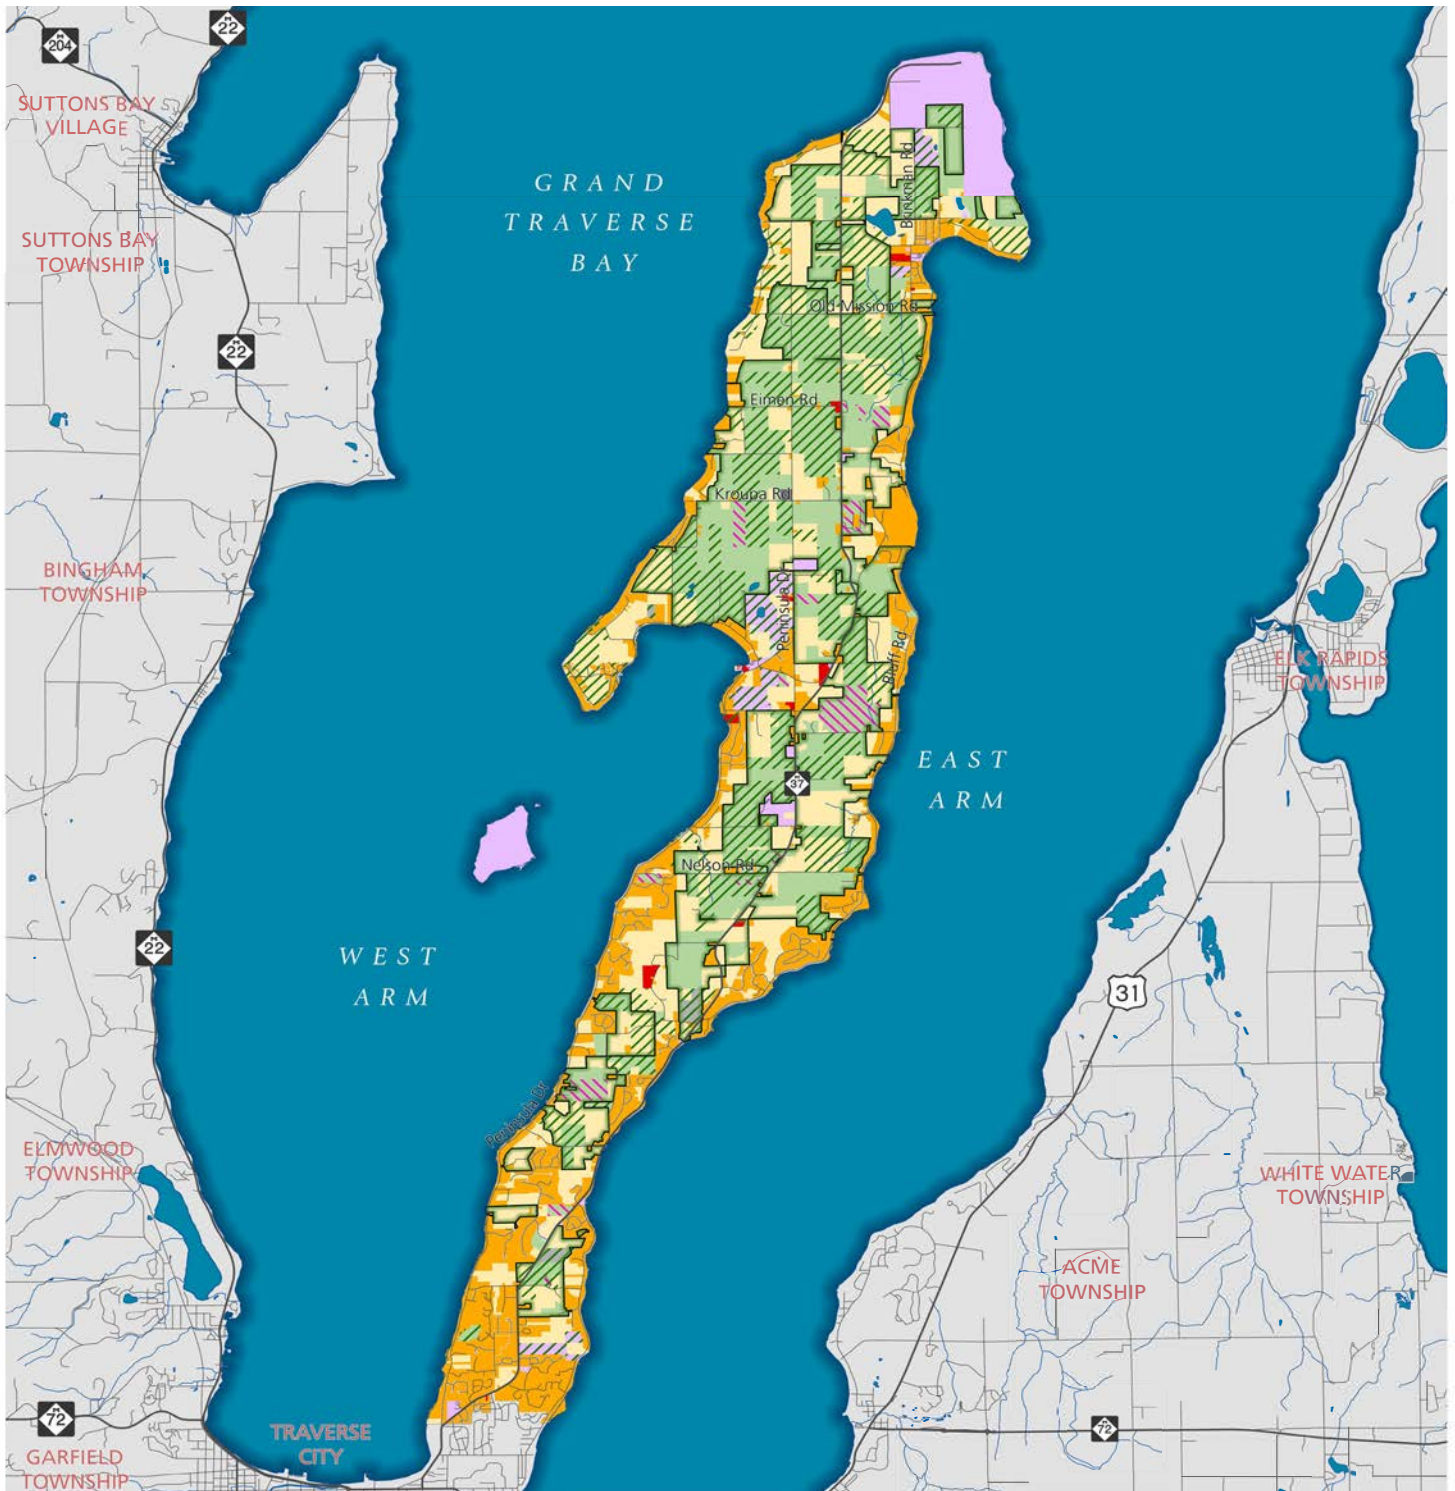 M
22
M
204
SUTTONS BAY
VILLAGE
GRAND
TRAVERSE
BAY
Brinkman Rd
SUTTONS BAY
TOWNSHIP
Old Mission Rd
M
22
Eimen Rd
Kroupa Rd
BINGHAM
TOWNSHIP
Peninsula Dr
Bluff Rd
ELK RAPIDS
TOWNSHIP
EAST
ARM
37
Nelson Rd
M
22
WEST
ARM
31
Peninsula Dr
ELMWOOD
TOWNSHIP
WHITE WATER
TOWNSHIP
ACME
TOWNSHIP
M
72
TRAVERSE
CITY
M
72
GARFIELD
TOWNSHIP